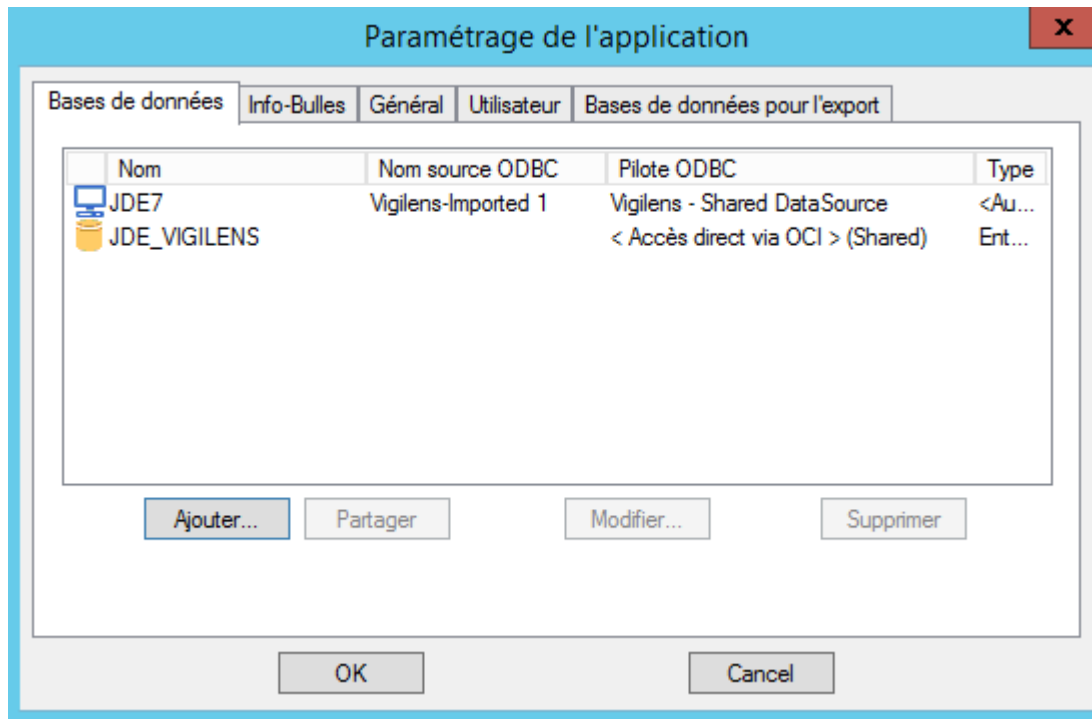 Paramétrage de l'application
x
Bases de données Info-Bulles Général Utilisateur Bases de données pour l'export
Nom Nom source ODBC Pilote ODBC Type
JDE7 Vigilens-Imported 1 Vigilens - Shared DataSource <Au...
JDE_VIGILENS < Accès direct via OCI > (Shared) Ent...
Ajouter... Partager Modifier... Supprimer
OK Cancel